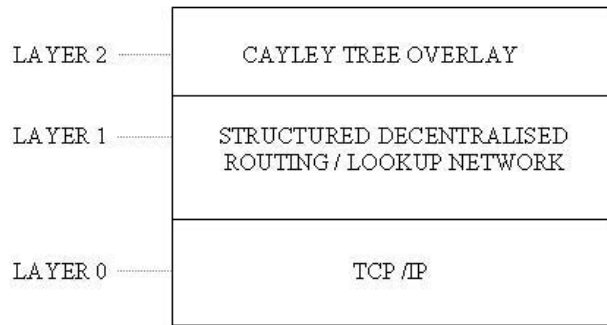 LAYER 2 CAYLEY TREE OVERLAY
LAYER 1 STRUCTURED DECENTRALISED
ROUTING / LOOKUP NETWORK
LAYER 0 TCP /IP